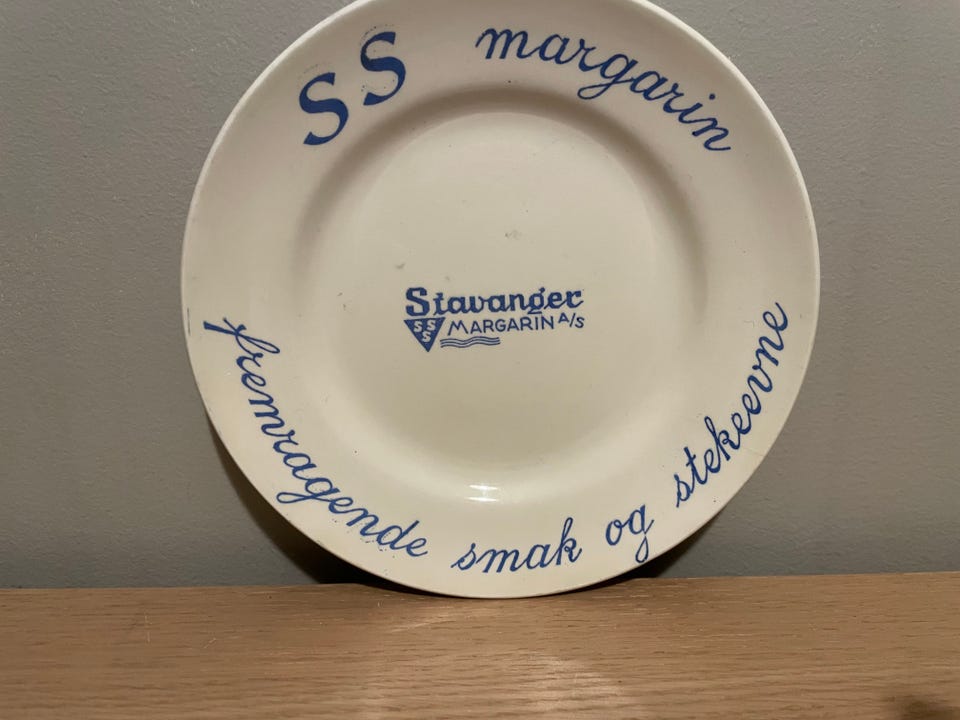 SS margarin
Stavanger
SSS MARGARIN A/S
fremragende smak og stekeevne